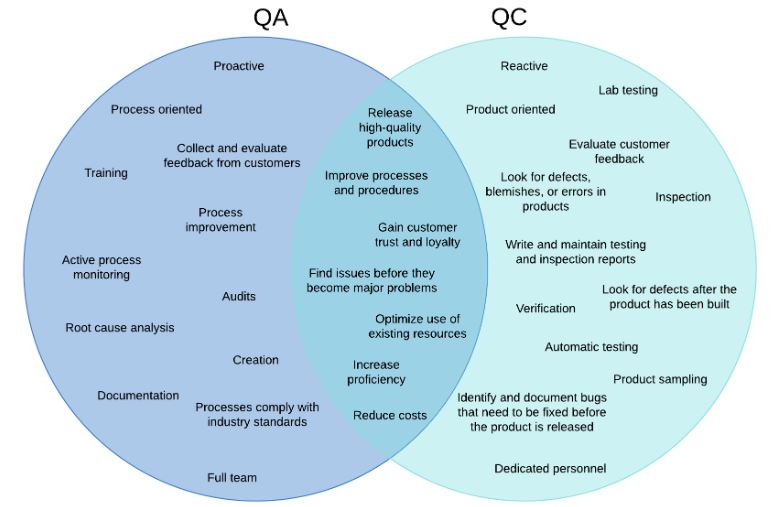 QA
QC
Proactive
Process oriented
Collect and evaluate
feedback from customers
Training
Process
improvement
Active process
monitoring
Audits
Root cause analysis
Creation
Documentation
Processes comply with
industry standards
Full team
Release
high-quality
products
Improve processes
and procedures
Gain customer
trust and loyalty
Find issues before they
become major problems
Optimize use of
existing resources
Increase
proficiency
Reduce costs
Reactive
Lab testing
Product oriented
Evaluate customer
feedback
Look for defects,
blemishes, or errors in
products
Inspection
Write and maintain testing
and inspection reports
Look for defects after the
product has been built
Verification
Automatic testing
Product sampling
Identify and document bugs
that need to be fixed before
the product is released
Dedicated personnel